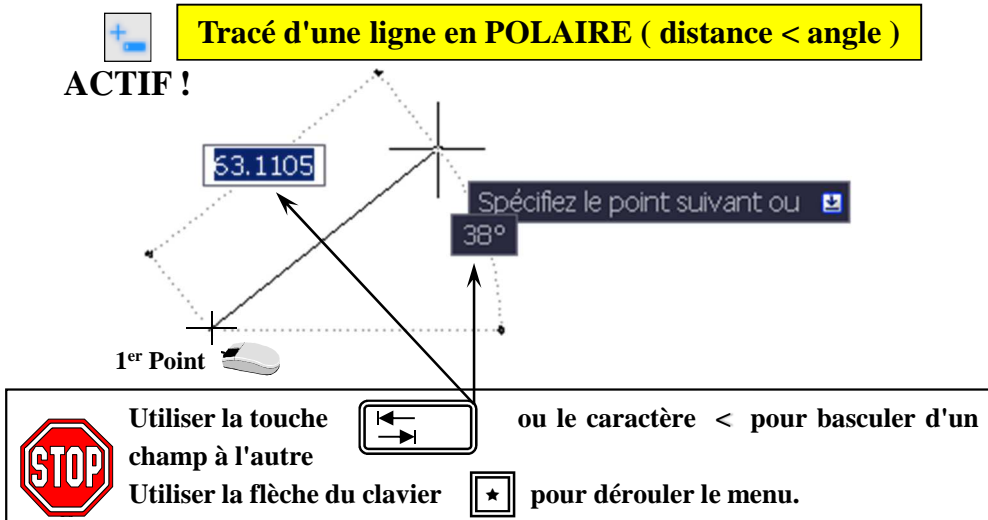 Tracé d'une ligne en POLAIRE ( distance < angle )
ACTIF !
63.1105
Spécifiez le point suivant ou
38°
1er Point
Utiliser la touche ou le caractère < pour basculer d'un
champ à l'autre
STOP
Utiliser la flèche du clavier pour dérouler le menu.